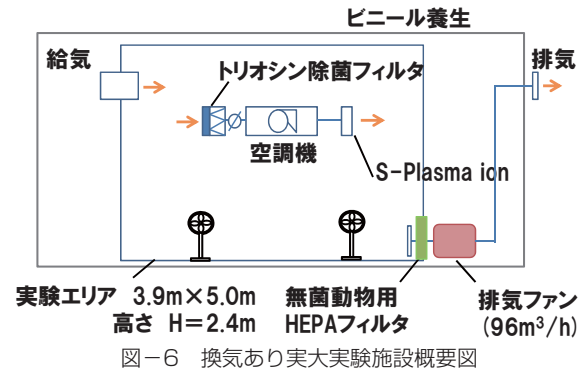 ビニール養生
給気
トリオシン除菌フィルタ
排気
空調機
S-Plasma ion
実験エリア 3.9m×5.0m
高さ H=2.4m
無菌動物用
HEPAフィルタ
排気ファン
(96m³/h)
図-6 換気あり実大実験施設概要図